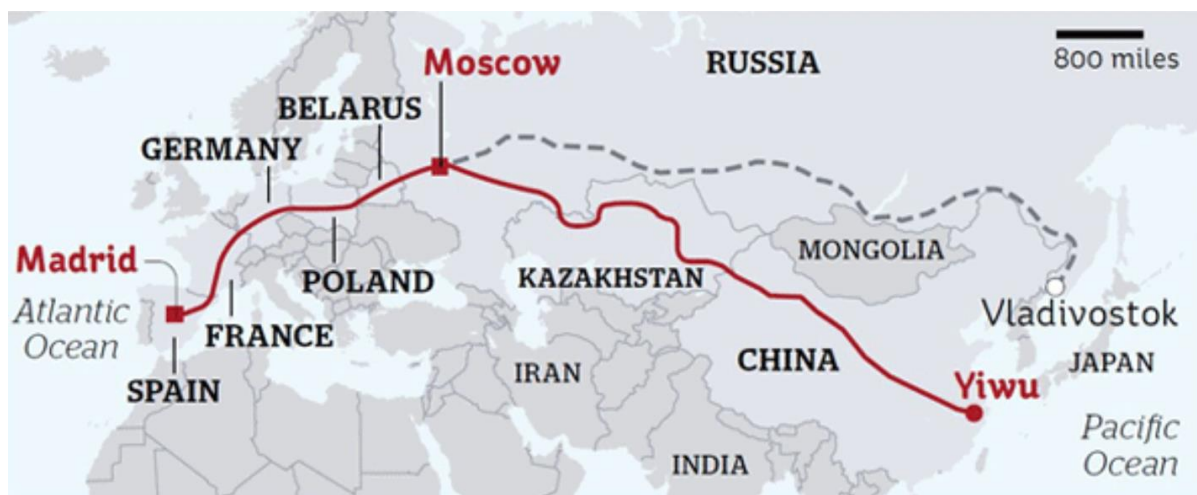 Moscow
RUSSIA
800 miles
BELARUS
GERMANY
Madrid
MONGOLIA
POLAND
KAZAKHSTAN
Atlantic
Ocean
FRANCE
Vladivostok
SPAIN
IRAN
CHINA
JAPAN
Yiwu
INDIA
Pacific
Ocean